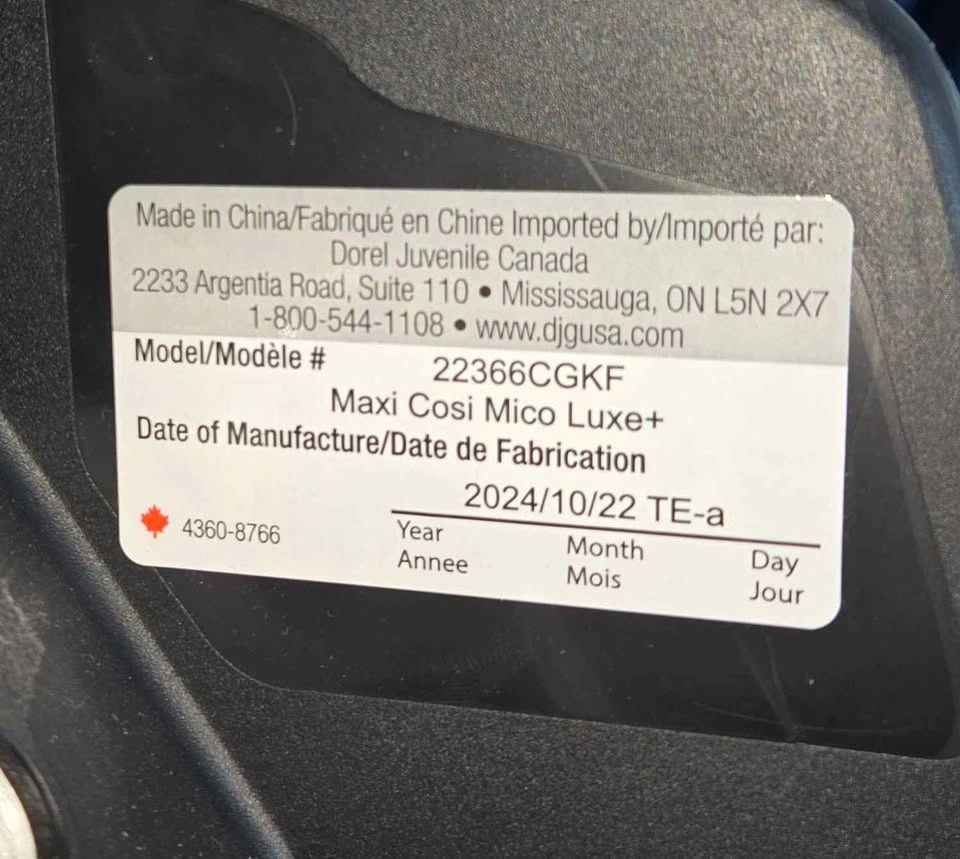 Made in China/Fabriqué en Chine Imported by/Importé par:
Dorel Juvenile Canada
2233 Argentia Road, Suite 110 • Mississauga, ON L5N 2X7
1-800-544-1108 • www.djgusa.com
Model/Modèle # 22366CGKF
Maxi Cosi Mico Luxe+
Date of Manufacture/Date de Fabrication
2024/10/22 TE-a
4360-8766
Year Month Day
Annee Mois Jour